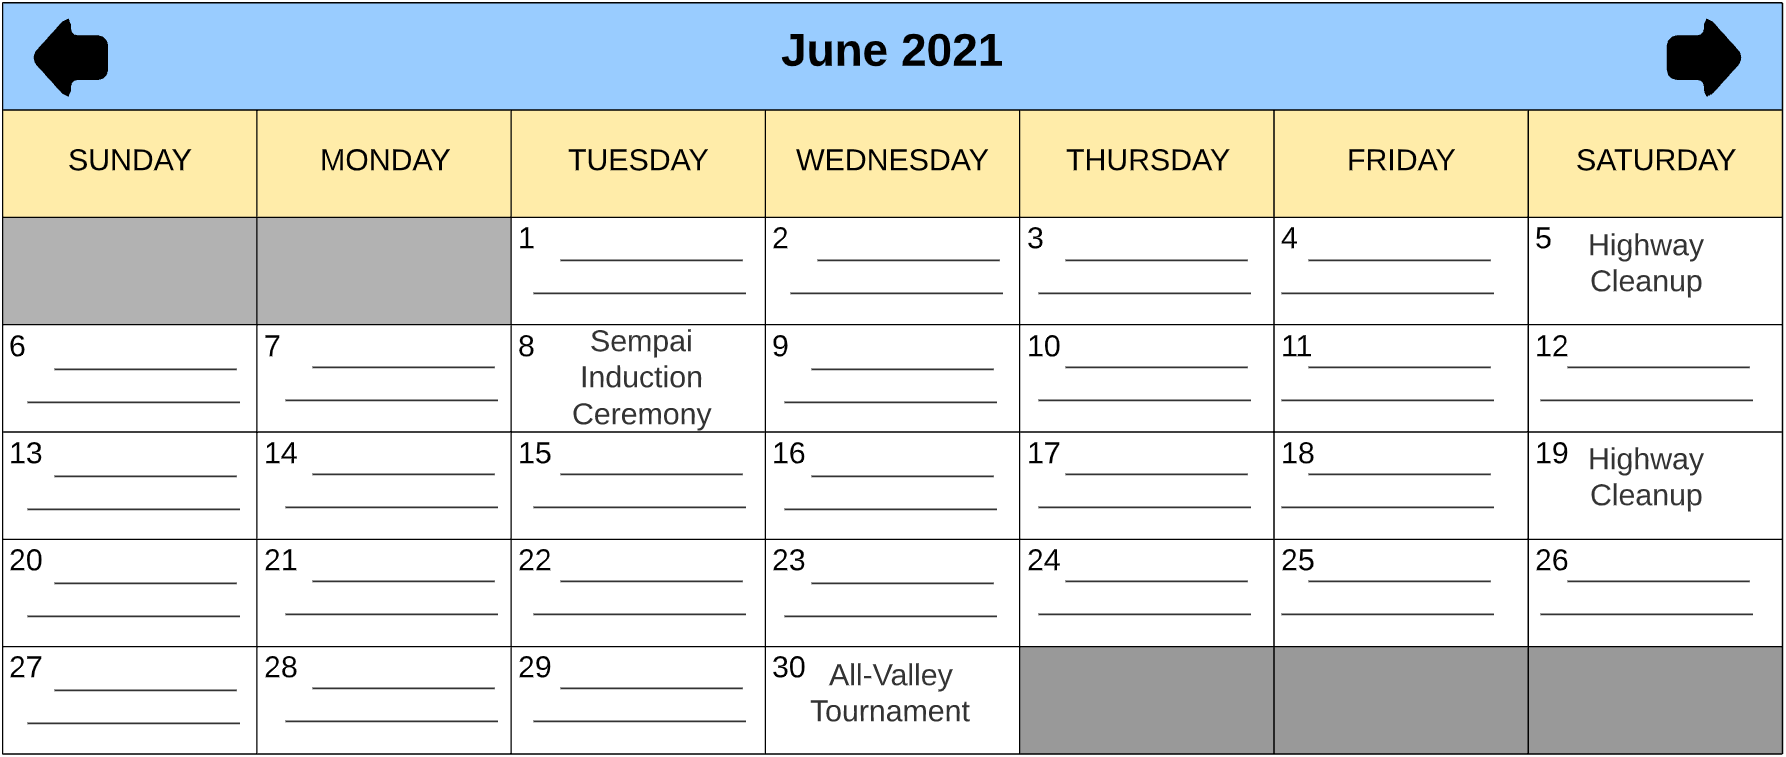 June 2021
SUNDAY MONDAY TUESDAY WEDNESDAY THURSDAY FRIDAY SATURDAY
1 2 3 4 5 Highway
Cleanup
6 7 8 Sempai
Induction
Ceremony
9 10 11 12
13 14 15 16 17 18 19 Highway
Cleanup
20 21 22 23 24 25 26
27 28 29 30 All-Valley
Tournament